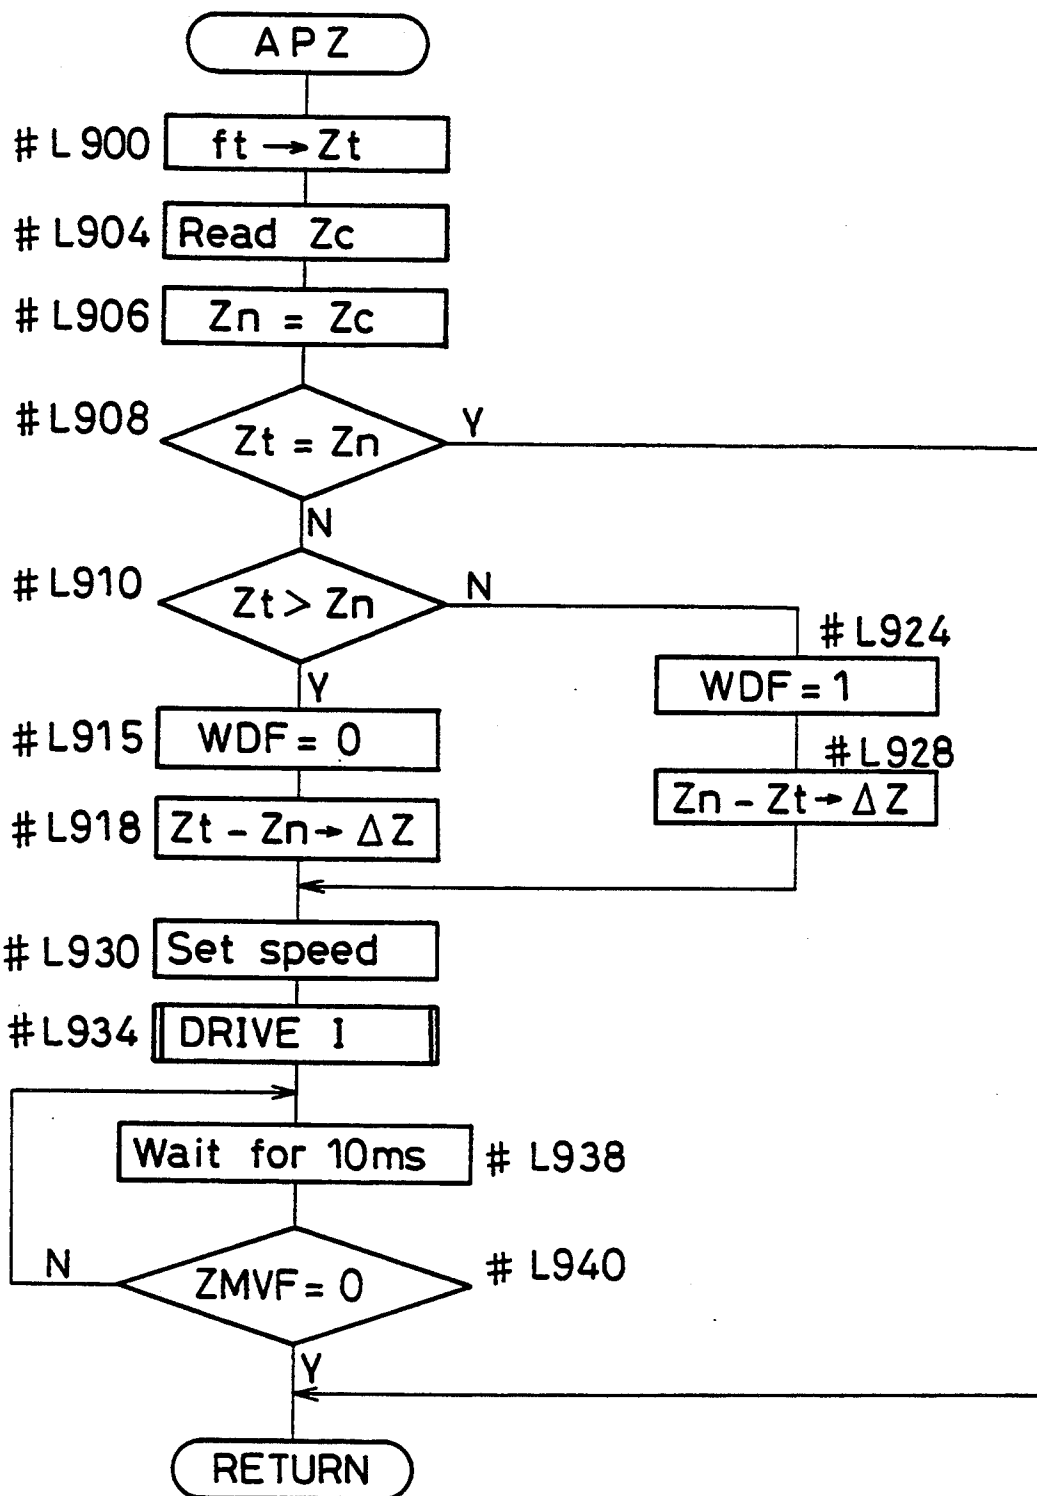 APZ
#L900 ft→Zt
#L904 Read Zc
#L906 Zn = Zc
#L908 Zt = Zn Y
N
#L910 Zt > Zn N
#L924
WDF = 1
Y
#L915 WDF = 0
#L928
Zn - Zt → ΔZ
#L918 Zt - Zn → ΔZ
#L930 Set speed
#L934 DRIVE I
Wait for 10ms #L938
N ZMVF = 0 #L940
Y
RETURN